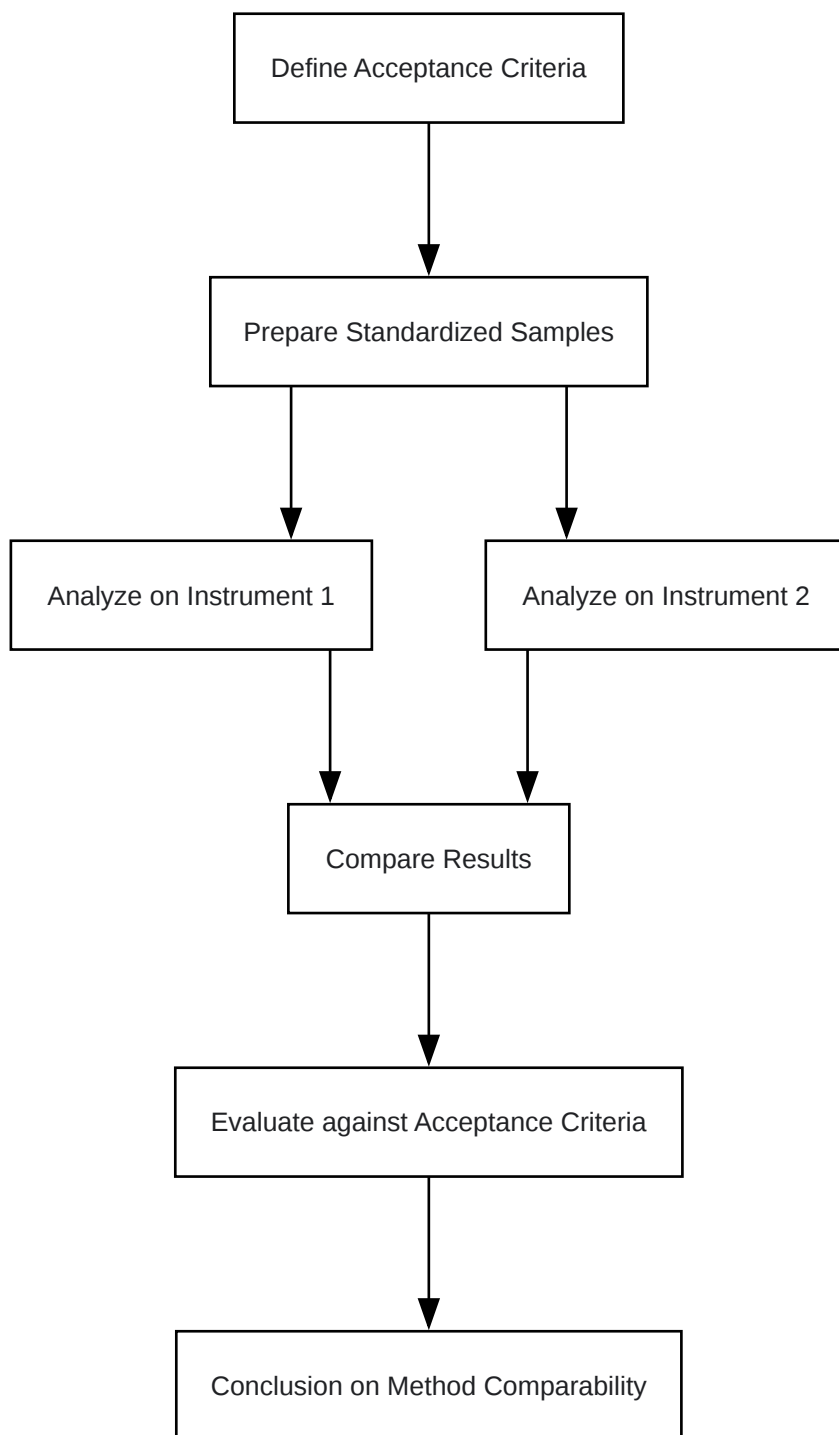 Define Acceptance Criteria
Prepare Standardized Samples
Analyze on Instrument 1
Analyze on Instrument 2
Compare Results
Evaluate against Acceptance Criteria
Conclusion on Method Comparability